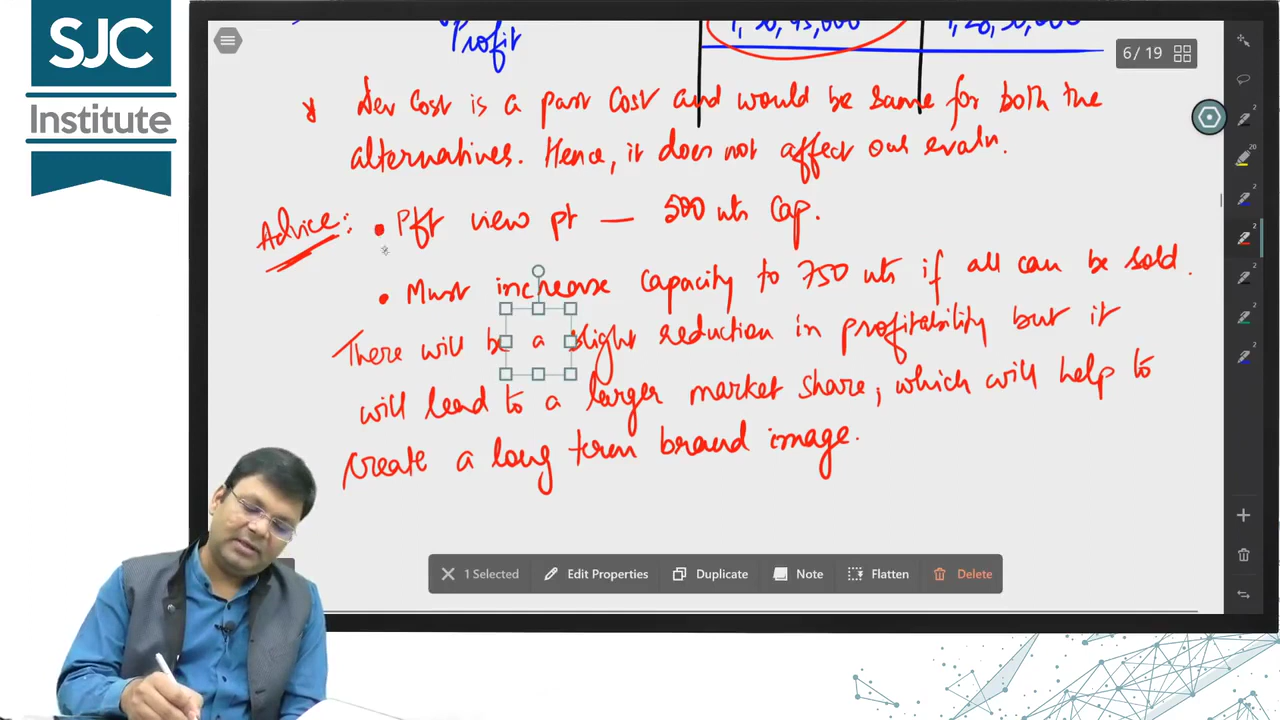 SJC
Institute
6 / 19
Profit
* Dev Cost is a past Cost and would be same for both the
alternatives. Hence, it does not affect our evaln.
Advice: • Pft view pt — 500 uts Cap.
• Must increase capacity to 750 uts if all can be sold.
There will be a slight reduction in profitability but it
will lead to a larger market share, which will help to
create a long term brand image.
1 Selected Edit Properties Duplicate Note Flatten Delete